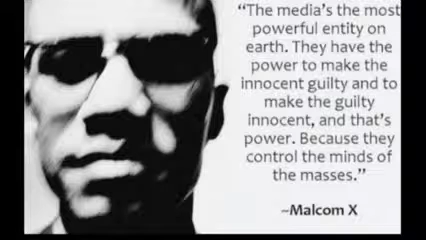 “The media’s the most
powerful entity on
earth. They have the
power to make the
innocent guilty and to
make the guilty
innocent, and that’s
power. Because they
control the minds of
the masses.”
~Malcom X